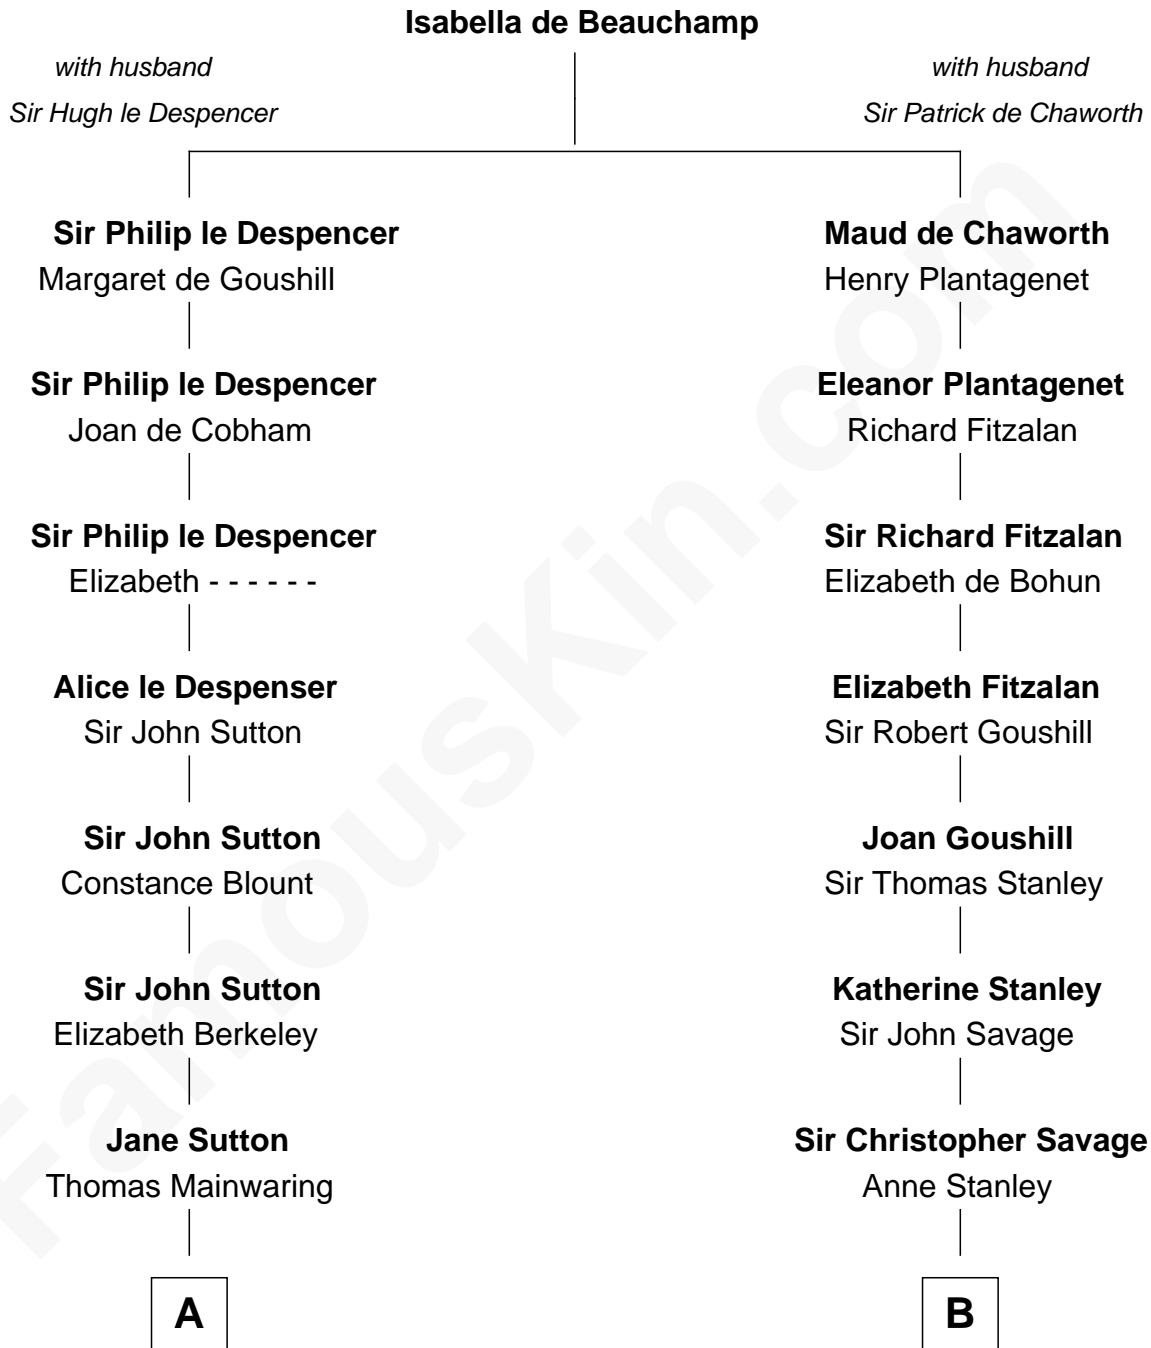 Isabella de Beauchamp
with husband
Sir Hugh le Despencer
with husband
Sir Patrick de Chaworth
Sir Philip le Despencer
Margaret de Goushill
Maud de Chaworth
Henry Plantagenet
Sir Philip le Despencer
Joan de Cobham
Eleanor Plantagenet
Richard Fitzalan
Sir Philip le Despencer
Elizabeth - - - - - -
Sir Richard Fitzalan
Elizabeth de Bohun
Alice le Despenser
Sir John Sutton
Elizabeth Fitzalan
Sir Robert Goushill
Sir John Sutton
Constance Blount
Joan Goushill
Sir Thomas Stanley
Sir John Sutton
Elizabeth Berkeley
Katherine Stanley
Sir John Savage
Jane Sutton
Thomas Mainwaring
Sir Christopher Savage
Anne Stanley
A
B
FamousKin.com